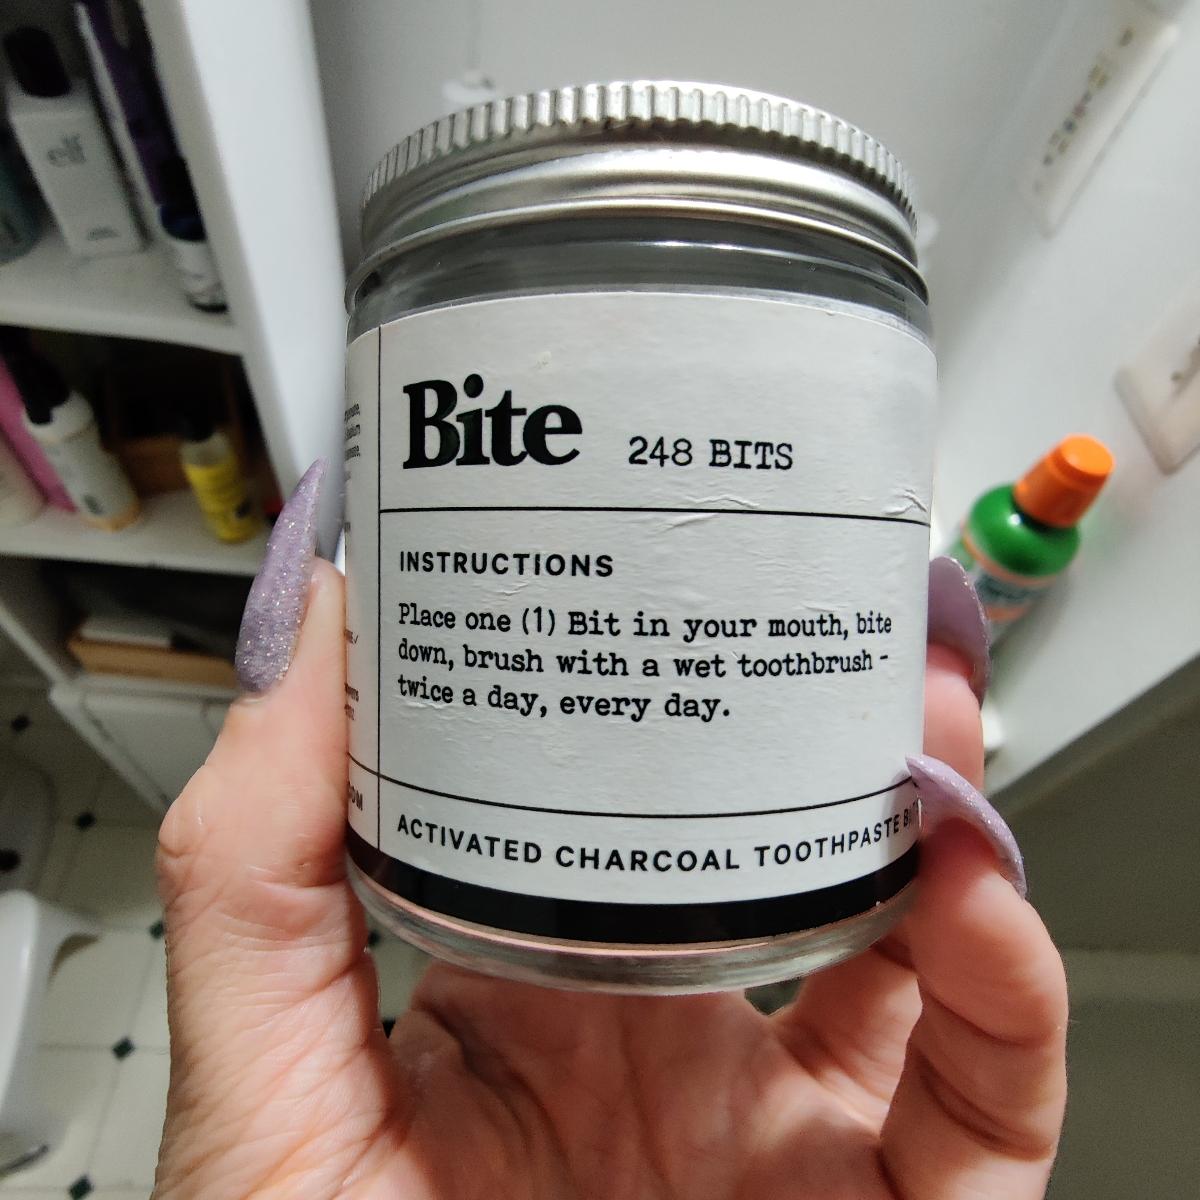 Bite
248 BITS
INSTRUCTIONS
Place one (1) Bit in your mouth, bite
down, brush with a wet toothbrush -
twice a day, every day.
ACTIVATED CHARCOAL TOOTHPASTE
elf